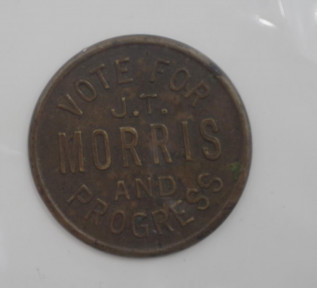 VOTE FOR
J.T.
MORRIS
AND
PROGRESS